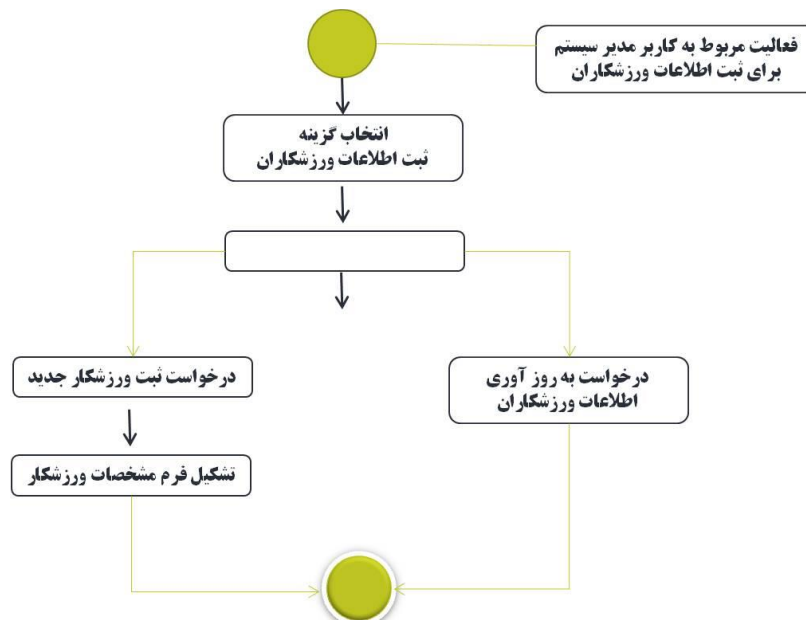 فعالیت مربوط به کاربر مدیر سیستم
برای ثبت اطلاعات ورزشکاران
انتخاب گزینه
ثبت اطلاعات ورزشکاران
درخواست ثبت ورزشکار جدید
درخواست به روز آوری
اطلاعات ورزشکاران
تشکیل فرم مشخصات ورزشکار